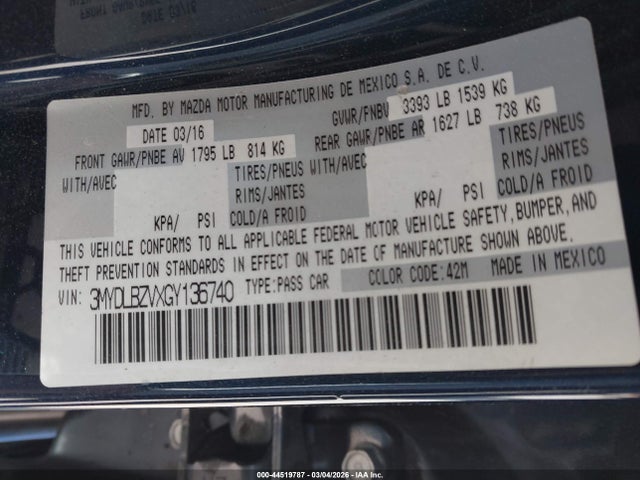 MFD. BY MAZDA MOTOR MANUFACTURING DE MEXICO S.A. DE C.V.
DATE 03/16 GVWR/PNBV 3393 LB 1539 KG
FRONT GAWR/PNBE AV 1795 LB 814 KG REAR GAWR/PNBE AR 1627 LB 738 KG
WITH/AVEC TIRES/PNEUS WITH/AVEC TIRES/PNEUS
RIMS/JANTES RIMS/JANTES
KPA/ PSI COLD/A FROID KPA/ PSI COLD/A FROID
THIS VEHICLE CONFORMS TO ALL APPLICABLE FEDERAL MOTOR VEHICLE SAFETY, BUMPER, AND
THEFT PREVENTION STANDARDS IN EFFECT ON THE DATE OF MANUFACTURE SHOWN ABOVE.
VIN: 3MYDLBZVXGY136740 TYPE:PASS CAR COLOR CODE:42M MADE IN MEXICO
000-44519787 - 03/04/2026 - IAA Inc.